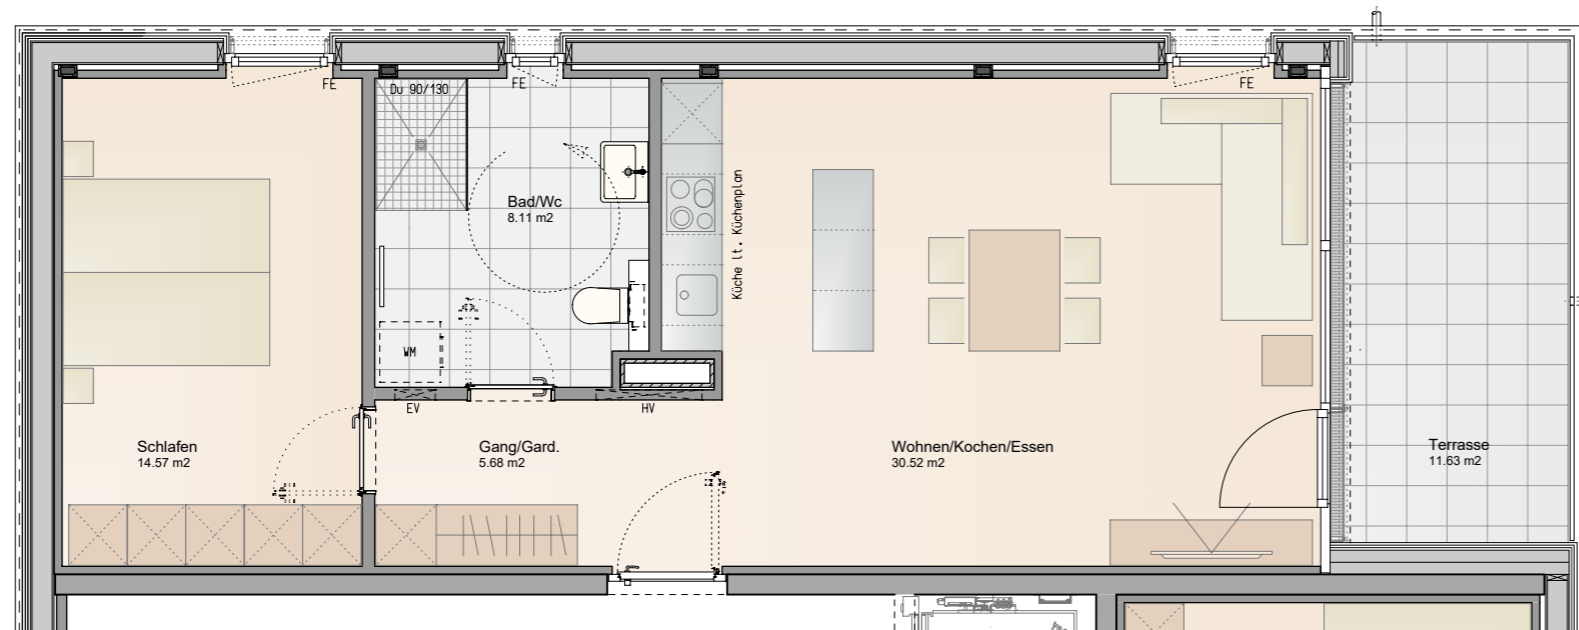 FE
Du 90/130
FE
FE
Bad/Wc
8.11 m2
Küche lt. Küchenplan
WM
EV
HV
Schlafen
14.57 m2
Gang/Gard.
5.68 m2
Wohnen/Kochen/Essen
30.52 m2
Terrasse
11.63 m2